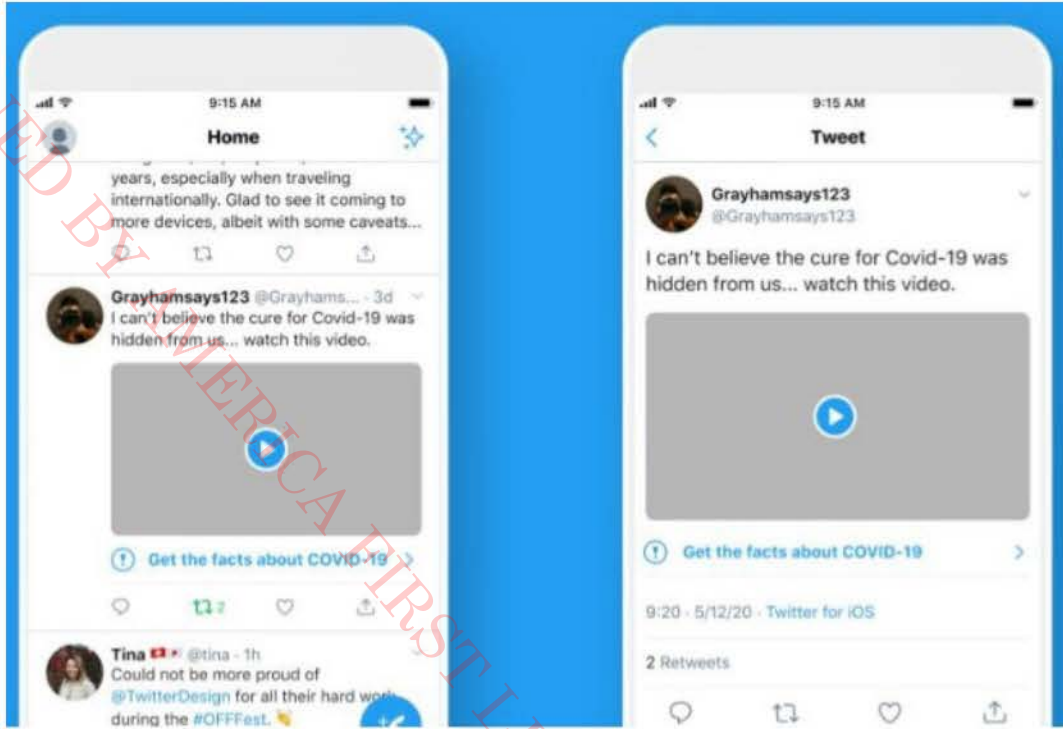 9:15 AM
Home
years, especially when traveling
internationally. Glad to see it coming to
more devices, albeit with some caveats...
Grayhamsays123 @Grayhams... · 3d
I can't believe the cure for Covid-19 was
hidden from us... watch this video.
Get the facts about COVID-19
2
Tina @tina · 1h
Could not be more proud of
@TwitterDesign for all their hard work
during the #OFFFest.
9:15 AM
Tweet
Grayhamsays123
@Grayhamsays123
I can't believe the cure for Covid-19 was
hidden from us... watch this video.
Get the facts about COVID-19
9:20 · 5/12/20 · Twitter for iOS
2 Retweets
BY AMERICA FIRST